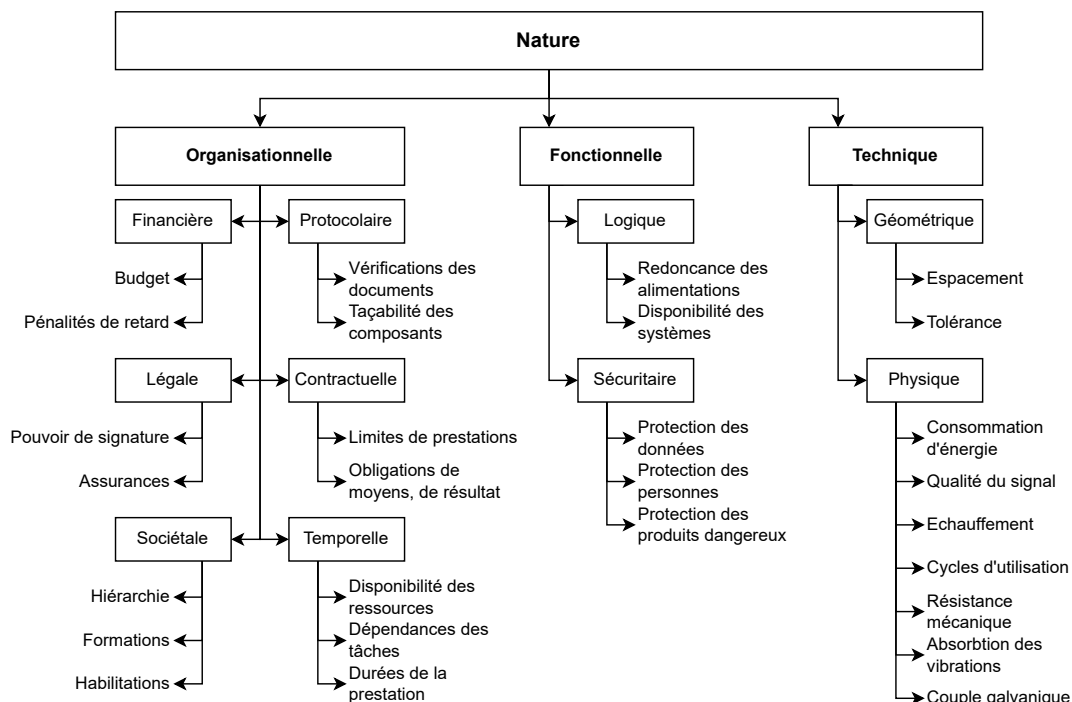 Nature
Organisationnelle
Fonctionnelle
Technique
Financière
Protocolaire
Logique
Géométrique
Budget
Vérifications des
documents
Redoncance des
alimentations
Espacement
Pénalités de retard
Taçabilité des
composants
Disponibilité des
systèmes
Tolérance
Légale
Contractuelle
Sécuritaire
Physique
Pouvoir de signature
Limites de prestations
Protection des
données
Consommation
d'énergie
Assurances
Obligations de
moyens, de résultat
Protection des
personnes
Qualité du signal
Sociétale
Temporelle
Protection des
produits dangereux
Echauffement
Hiérarchie
Disponibilité des
ressources
Cycles d'utilisation
Formations
Dépendances des
tâches
Résistance
mécanique
Habilitations
Durées de la
prestation
Absorbtion des
vibrations
Couple galvanique